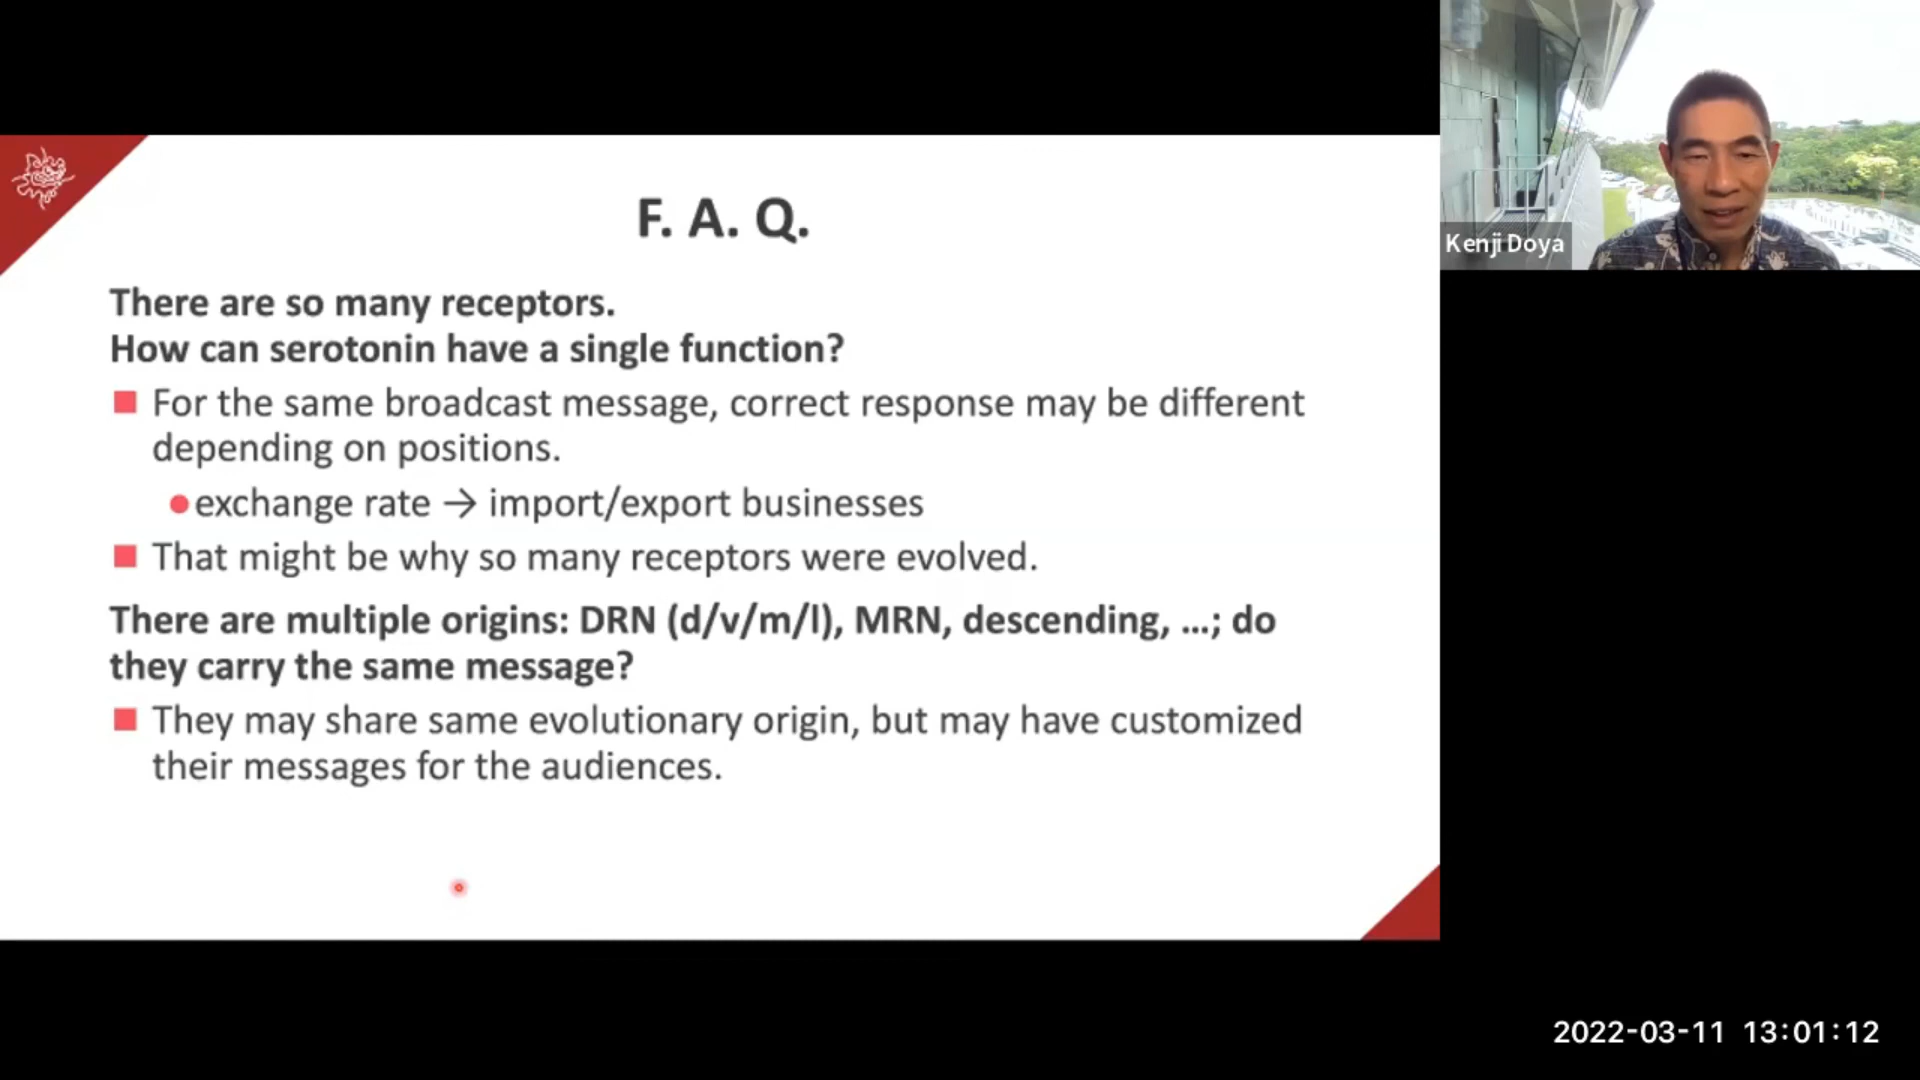 F. A. Q.
There are so many receptors.
How can serotonin have a single function?
For the same broadcast message, correct response may be different
depending on positions.
exchange rate → import/export businesses
That might be why so many receptors were evolved.
There are multiple origins: DRN (d/v/m/l), MRN, descending, ...; do
they carry the same message?
They may share same evolutionary origin, but may have customized
their messages for the audiences.
Kenji Doya
2022-03-11 13:01:12